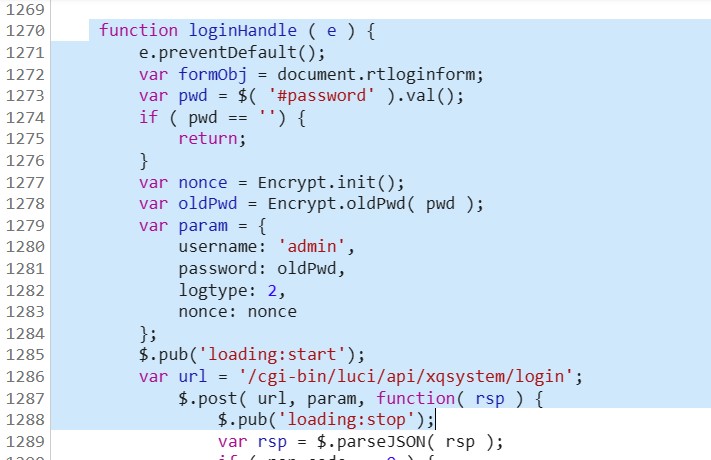 1269
1270 function loginHandle ( e ) {
1271 e.preventDefault();
1272 var formObj = document.rtloginform;
1273 var pwd = $( '#password' ).val();
1274 if ( pwd == '') {
1275 return;
1276 }
1277 var nonce = Encrypt.init();
1278 var oldPwd = Encrypt.oldPwd( pwd );
1279 var param = {
1280 username: 'admin',
1281 password: oldPwd,
1282 logtype: 2,
1283 nonce: nonce
1284 };
1285 $.pub('loading:start');
1286 var url = '/cgi-bin/luci/api/xqsystem/login';
1287 $.post( url, param, function( rsp ) {
1288 $.pub('loading:stop');
1289 var rsp = $.parseJSON( rsp );